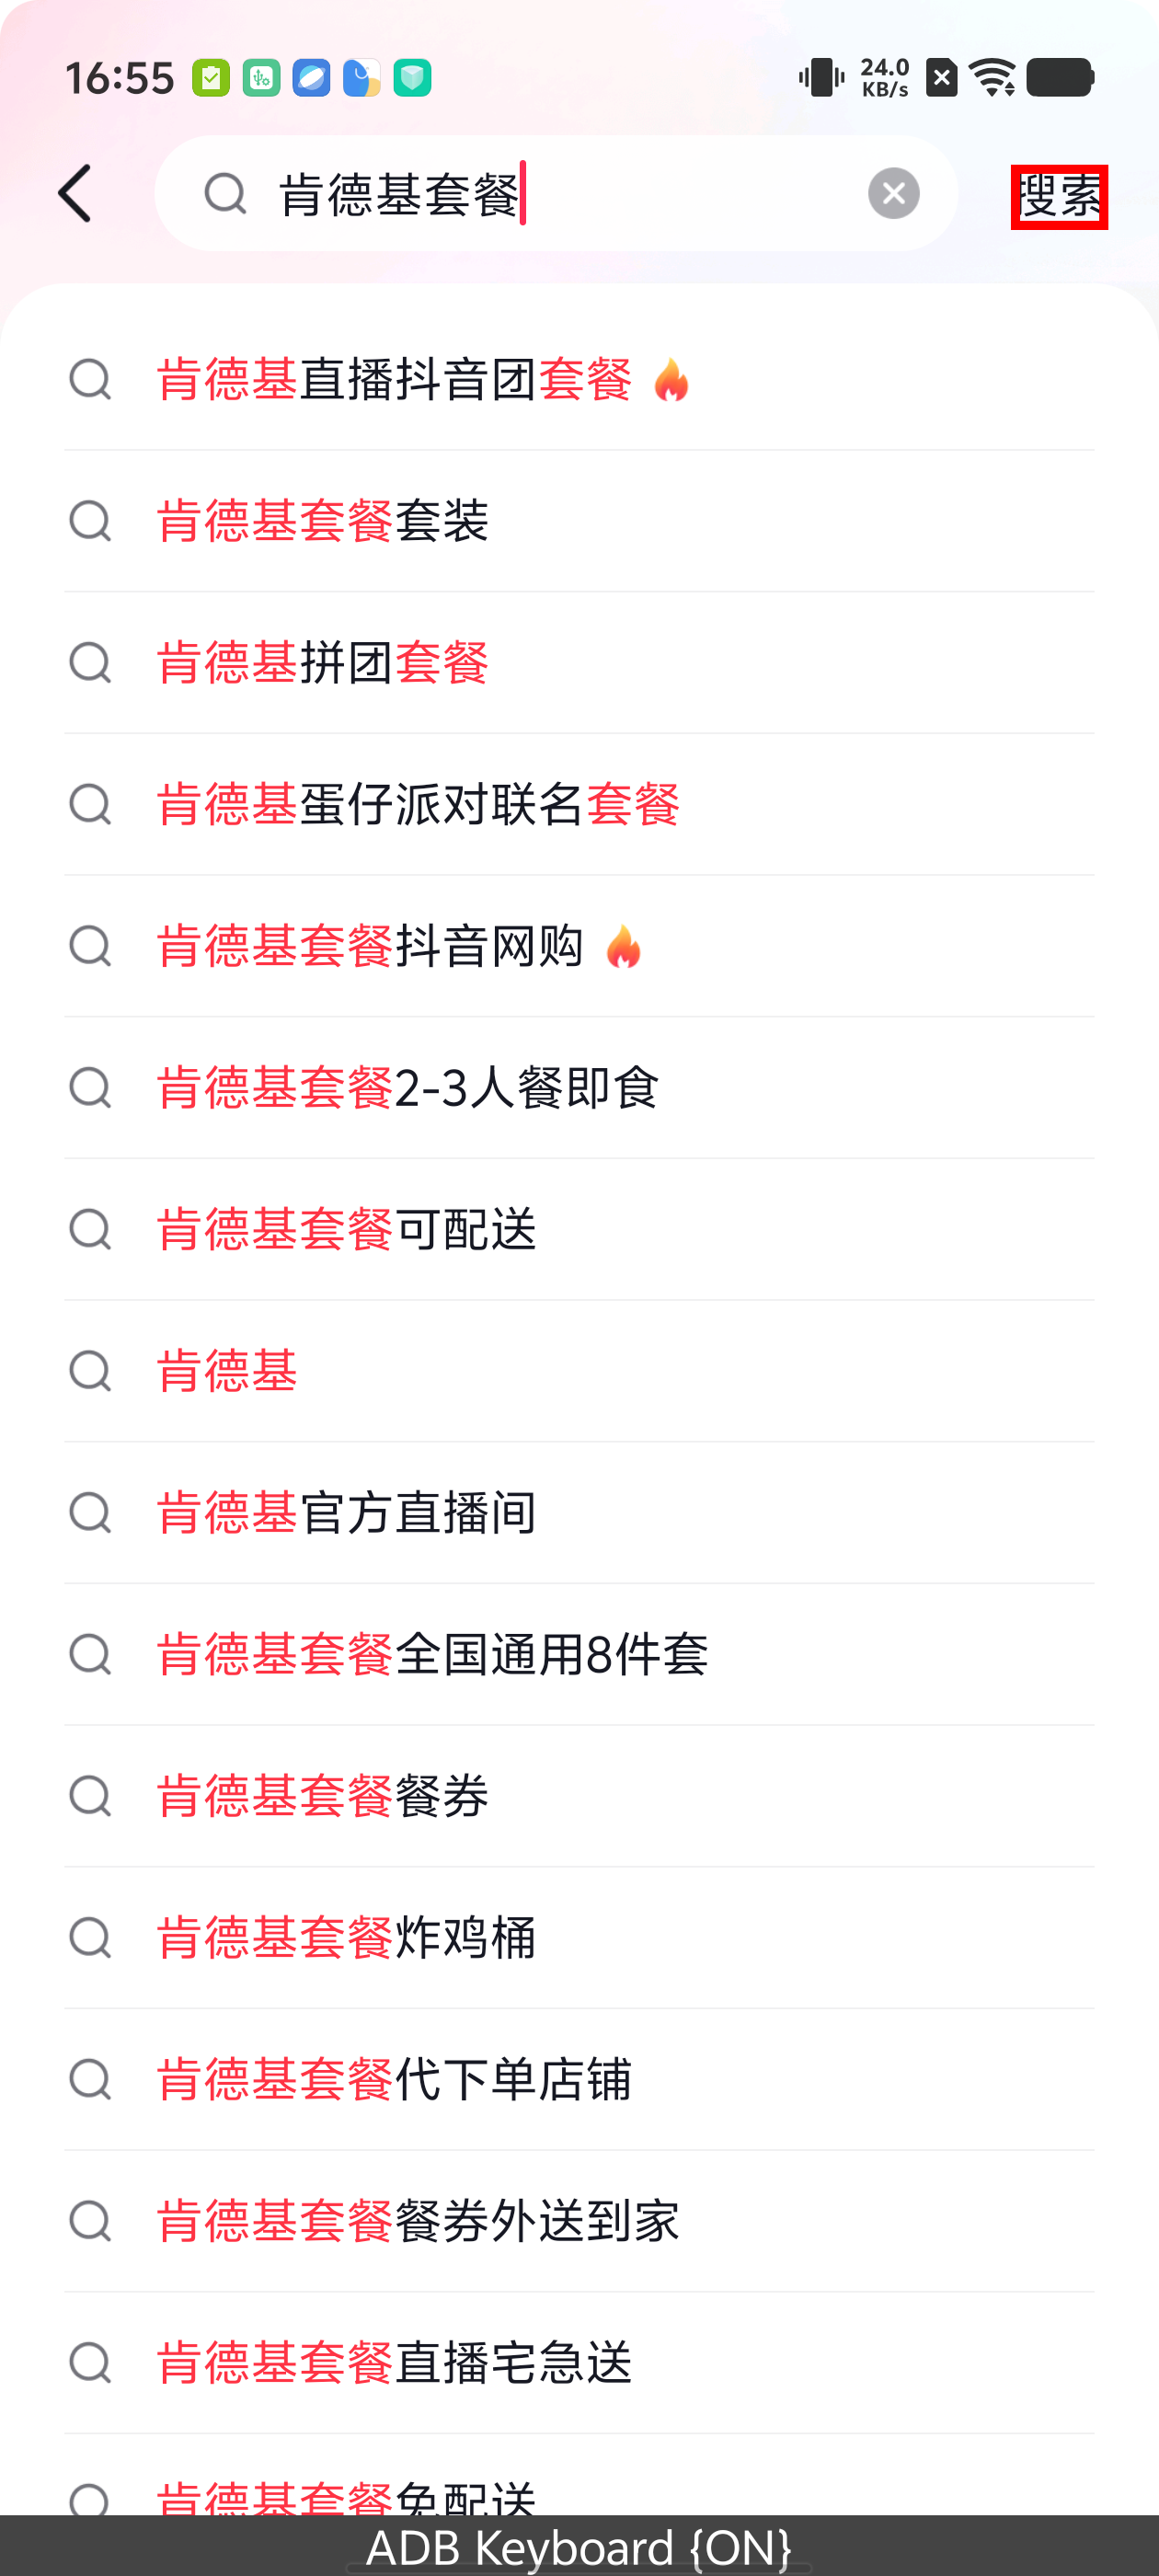 16:55
24.0
KB/s
肯德基套餐
搜索
肯德基直播抖音团套餐
肯德基套餐套装
肯德基拼团套餐
肯德基蛋仔派对联名套餐
肯德基套餐抖音网购
肯德基套餐2-3人餐即食
肯德基套餐可配送
肯德基
肯德基官方直播间
肯德基套餐全国通用8件套
肯德基套餐餐券
肯德基套餐炸鸡桶
肯德基套餐代下单店铺
肯德基套餐餐券外送到家
肯德基套餐直播宅急送
肯德基套餐免配送
ADB Keyboard {ON}